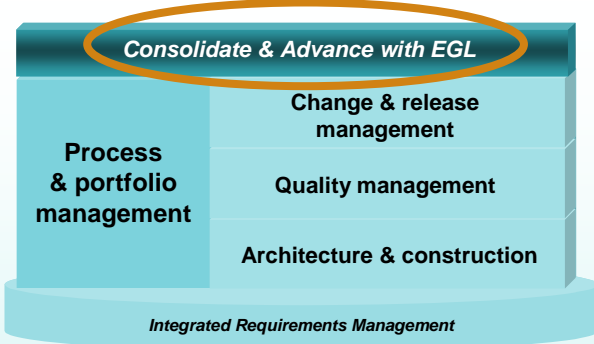 Consolidate & Advance with EGL
Process
& portfolio
management
Change & release
management
Quality management
Architecture & construction
Integrated Requirements Management